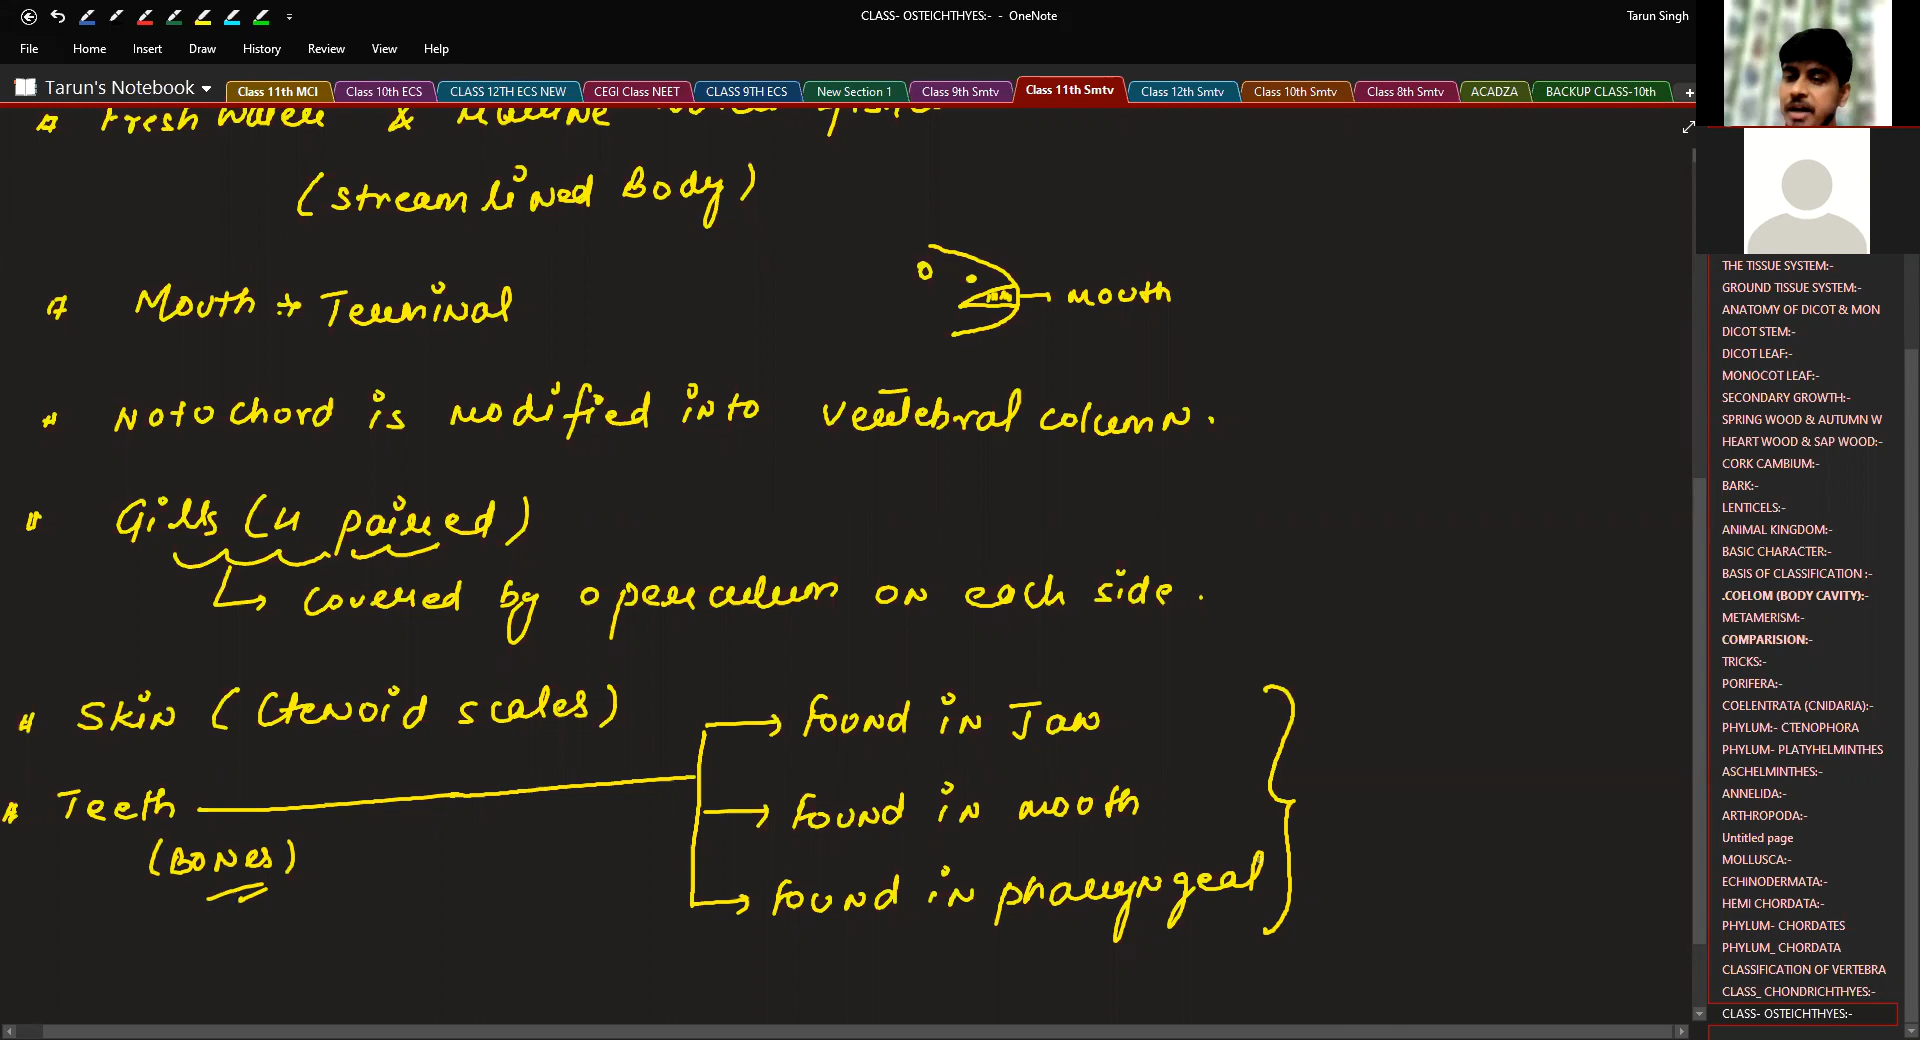 CLASS- OSTEICHTHYES:- - OneNote
Tarun Singh
File Home Insert Draw History Review View Help
Tarun's Notebook
Class 11th MCI Class 10th ECS CLASS 12TH ECS NEW CEGI Class NEET CLASS 9TH ECS New Section 1 Class 9th Smtv Class 11th Smtv Class 12th Smtv Class 10th Smtv Class 8th Smtv ACADZA BACKUP CLASS-10th
Fresh water & Marine
(streamlined Body)
Mouth → Terminal
mouth
Notochord is modified into vertebral column.
Gills (4 paired)
covered by operculum on each side.
Skin (Ctenoid scales)
found in Jaw
Teeth
found in mooth
(Bones)
found in pharyngeal
THE TISSUE SYSTEM:-
GROUND TISSUE SYSTEM:-
ANATOMY OF DICOT & MON
DICOT STEM:-
DICOT LEAF:-
MONOCOT LEAF:-
SECONDARY GROWTH:-
SPRING WOOD & AUTUMN W
HEART WOOD & SAP WOOD:-
CORK CAMBIUM:-
BARK:-
LENTICELS:-
ANIMAL KINGDOM:-
BASIC CHARACTER:-
BASIS OF CLASSIFICATION :-
.COELOM (BODY CAVITY):-
METAMERISM:-
COMPARISION:-
TRICKS:-
PORIFERA:-
COELENTRATA (CNIDARIA):-
PHYLUM:- CTENOPHORA
PHYLUM- PLATYHELMINTHES
ASCHELMINTHES:-
ANNELIDA:-
ARTHROPODA:-
Untitled page
MOLLUSCA:-
ECHINODERMATA:-
HEMI CHORDATA:-
PHYLUM- CHORDATES
PHYLUM_ CHORDATA
CLASSIFICATION OF VERTEBRA
CLASS_ CHONDRICHTHYES:-
CLASS- OSTEICHTHYES:-